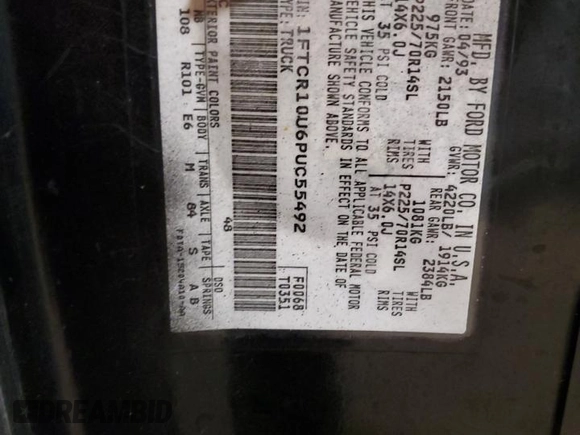 MFD. BY FORD MOTOR CO. IN U.S.A.
DATE: 04/93 GVWR: 4220LB/ 1914KG
FRONT GAWR: 2150LB REAR GAWR: 2384LB
975KG WITH 1081KG WITH
P225/70R14SL TIRES P225/70R14SL TIRES
14X6.0J RIMS 14X6.0J RIMS
AT 35 PSI COLD AT 35 PSI COLD
THIS VEHICLE CONFORMS TO ALL APPLICABLE FEDERAL MOTOR
VEHICLE SAFETY STANDARDS IN EFFECT ON THE DATE OF
MANUFACTURE SHOWN ABOVE.
1FTCR10U6PUC55492 F0068
TYPE: TRUCK T0351
48
EXTERIOR PAINT COLORS DSO
WB TYPE-GVW BODY TRANS AXLE TAPE SPRINGS
108 R101 E6 M 84 S A B
DREAMBID